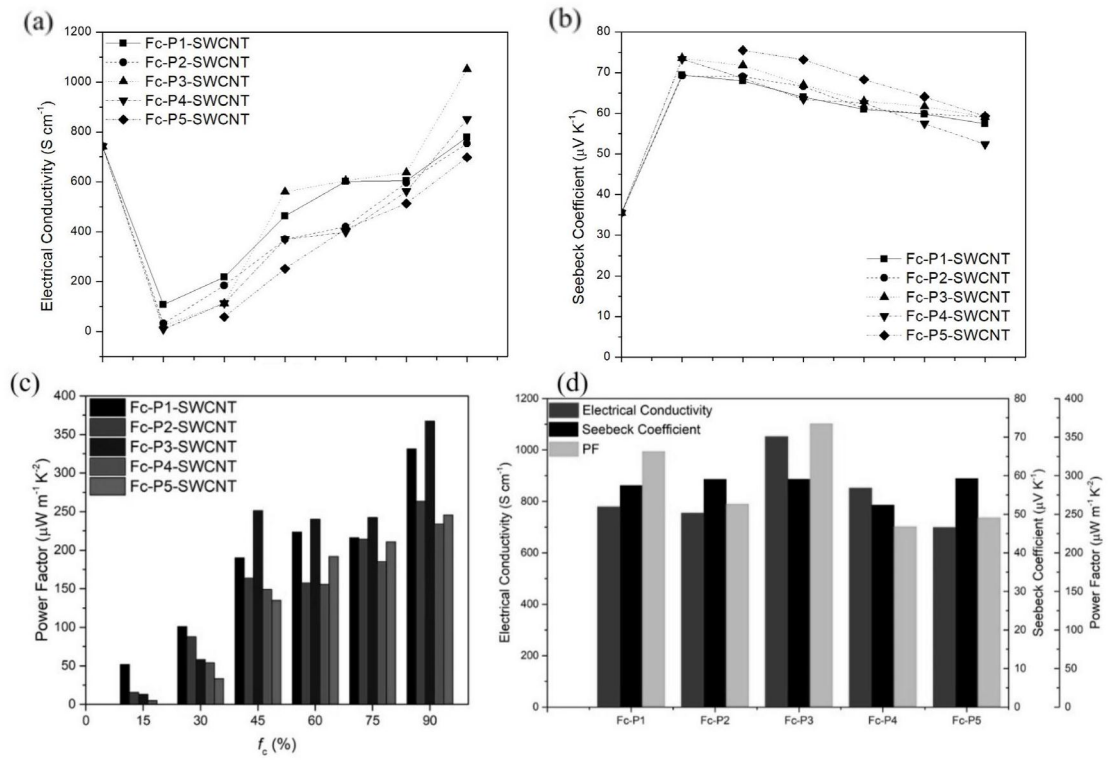 (a)
1200
1000
800
600
400
200
0
Electrical Conductivity (S cm⁻¹)
Fc-P1-SWCNT
Fc-P2-SWCNT
Fc-P3-SWCNT
Fc-P4-SWCNT
Fc-P5-SWCNT
(b)
80
70
60
50
40
30
20
10
0
Seebeck Coefficient (μV K⁻¹)
Fc-P1-SWCNT
Fc-P2-SWCNT
Fc-P3-SWCNT
Fc-P4-SWCNT
Fc-P5-SWCNT
(c)
400
350
300
250
200
150
100
50
0
Power Factor (μW m⁻¹ K⁻²)
Fc-P1-SWCNT
Fc-P2-SWCNT
Fc-P3-SWCNT
Fc-P4-SWCNT
Fc-P5-SWCNT
0 15 30 45 60 75 90
fc (%)
(d)
1200
1000
800
600
400
200
0
Electrical Conductivity (S cm⁻¹)
Electrical Conductivity
Seebeck Coefficient
PF
Fc-P1 Fc-P2 Fc-P3 Fc-P4 Fc-P5
80
70
60
50
40
30
20
10
0
Seebeck Coefficient (μV K⁻¹)
400
350
300
250
200
150
100
50
0
Power Factor (μW m⁻¹ K⁻²)